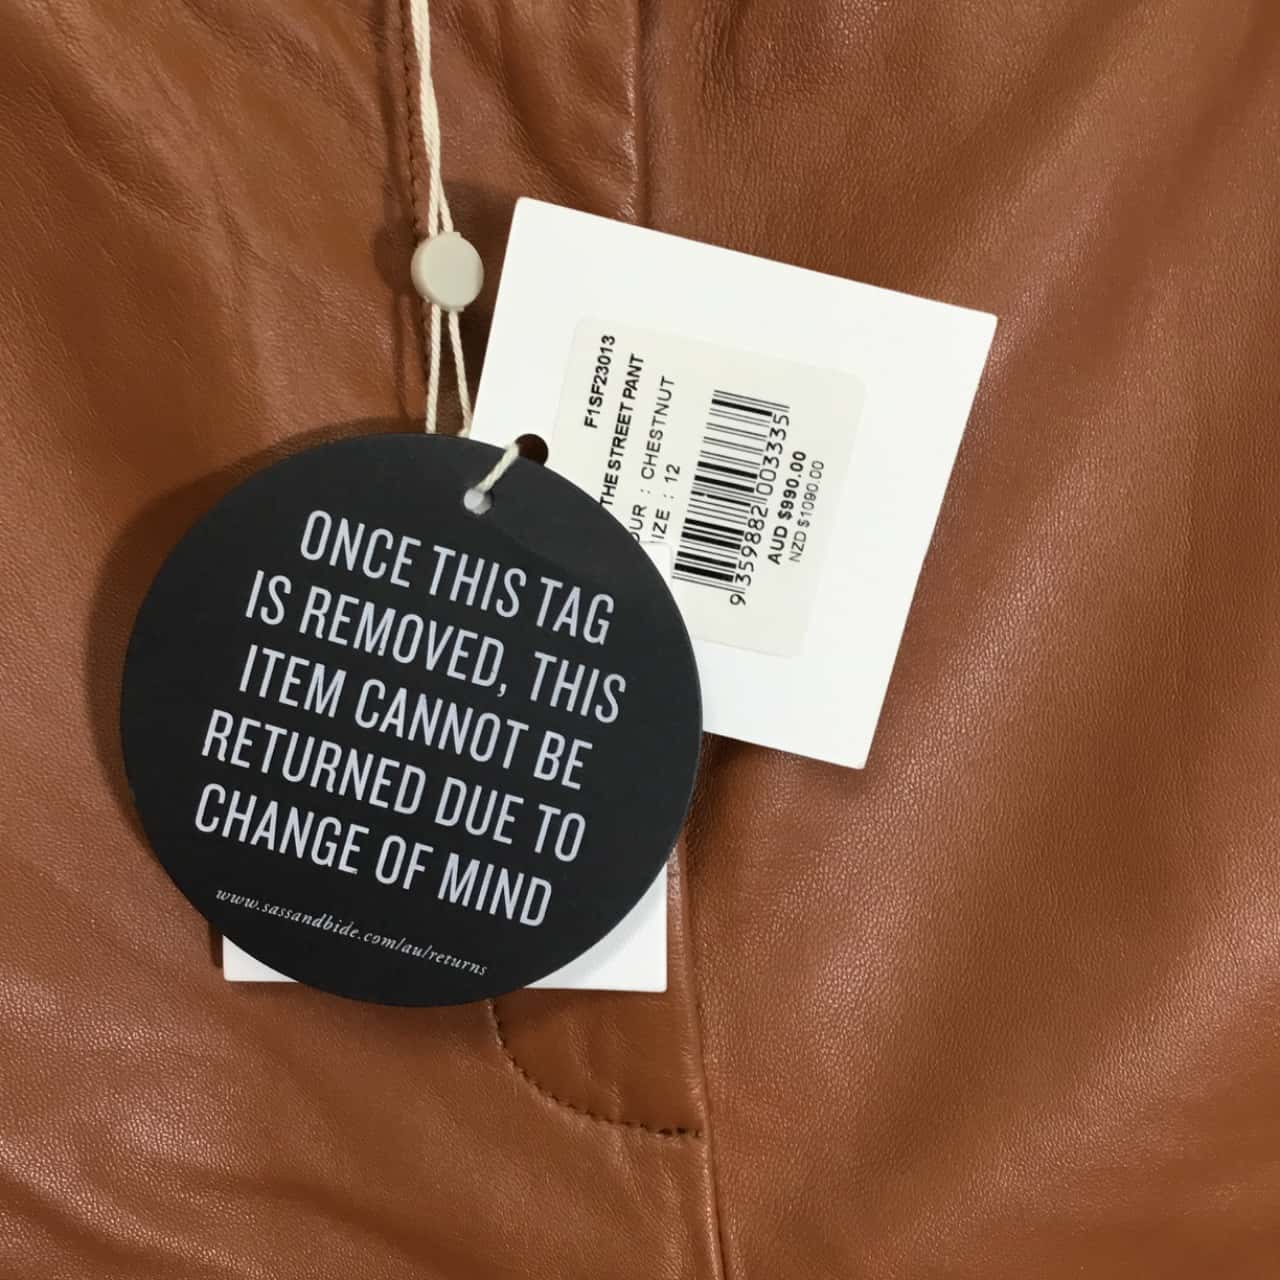 ONCE THIS TAG
IS REMOVED, THIS
ITEM CANNOT BE
RETURNED DUE TO
CHANGE OF MIND
www.sassandbide.com/au/returns
F1SF23013
THE STREET PANT
OUR : CHESTNUT
IZE : 12
9359882003335
AUD $990.00
NZD $1090.00